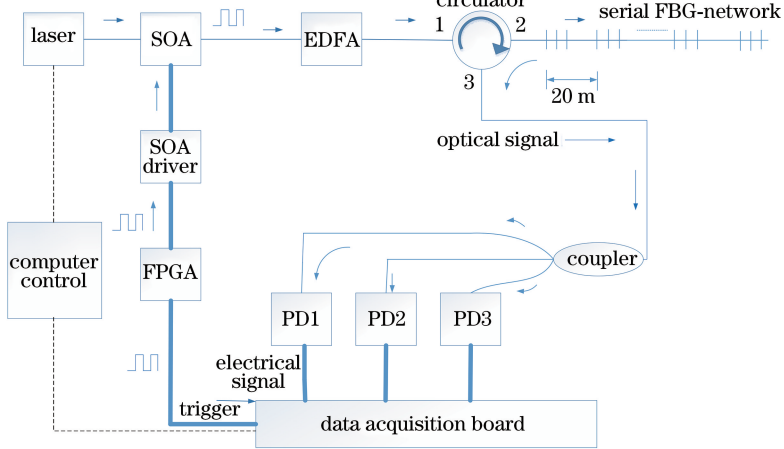 circulator
serial FBG-network
laser
SOA
EDFA
1
2
3
20 m
optical signal
SOA
driver
computer
control
FPGA
coupler
PD1
PD2
PD3
electrical
signal
trigger
data acquisition board